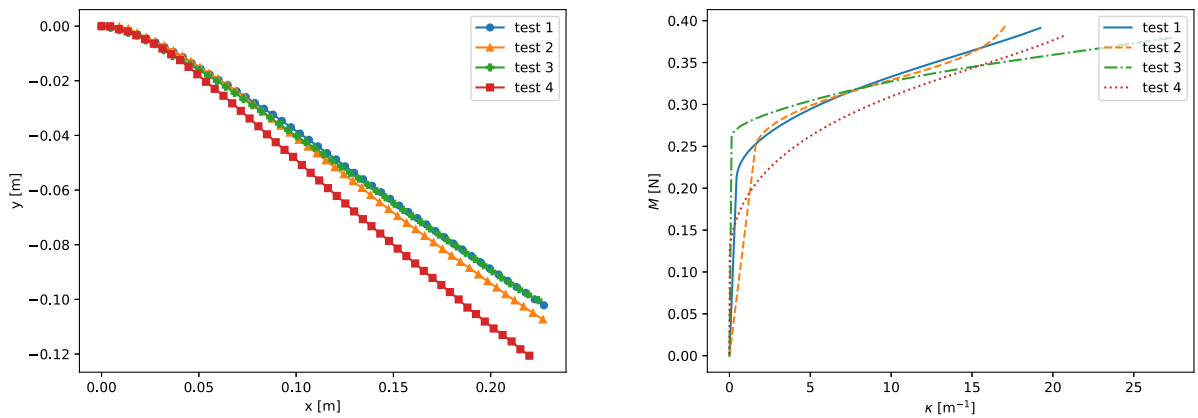 0.00
−0.02
−0.04
−0.06
−0.08
−0.10
−0.12
y [m]
0.00
0.05
0.10
0.15
0.20
x [m]
test 1
test 2
test 3
test 4
0.40
0.35
0.30
0.25
0.20
0.15
0.10
0.05
0.00
M [N]
0
5
10
15
20
25
κ [m⁻¹]
test 1
test 2
test 3
test 4